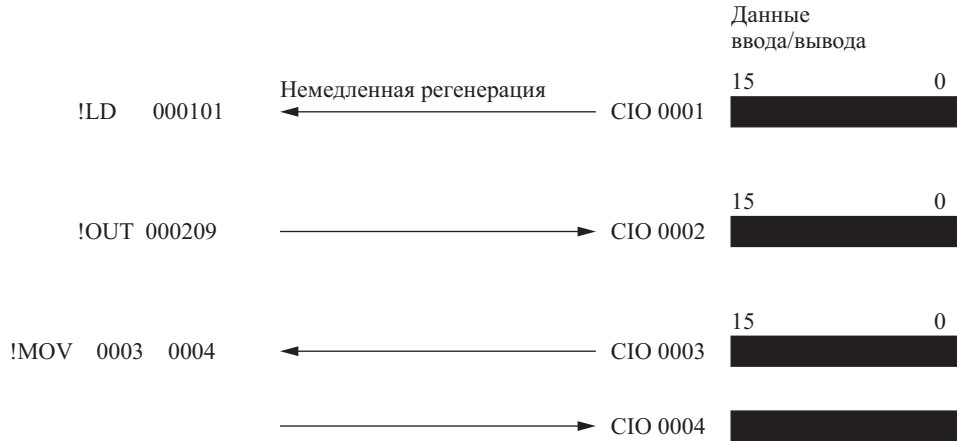 Данные
ввода/вывода
15 0
Немедленная регенерация
!LD 000101 CIO 0001
15 0
!OUT 000209 CIO 0002
15 0
!MOV 0003 0004 CIO 0003
CIO 0004